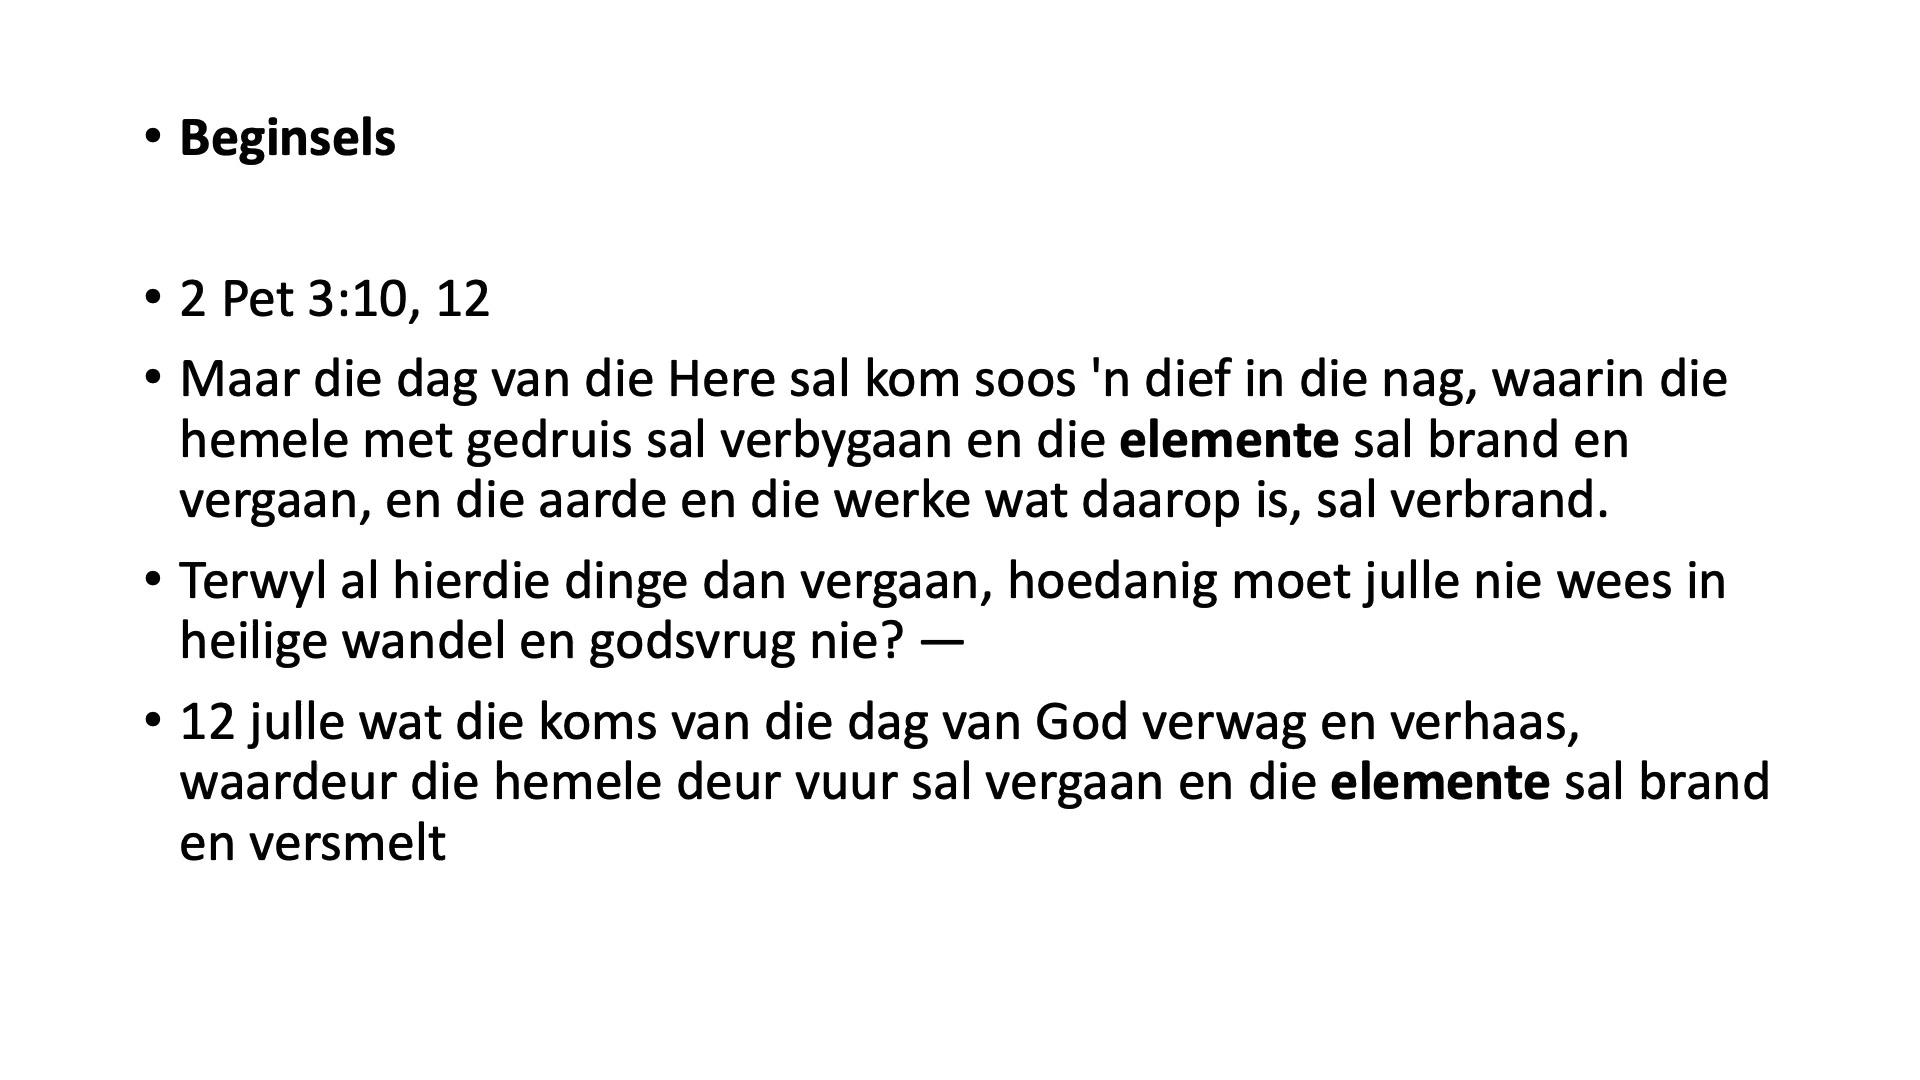 • Beginsels
• 2 Pet 3:10, 12
• Maar die dag van die Here sal kom soos 'n dief in die nag, waarin die
hemele met gedruis sal verbygaan en die elemente sal brand en
vergaan, en die aarde en die werke wat daarop is, sal verbrand.
• Terwyl al hierdie dinge dan vergaan, hoedanig moet julle nie wees in
heilige wandel en godsvrug nie? —
• 12 julle wat die koms van die dag van God verwag en verhaas,
waardeur die hemele deur vuur sal vergaan en die elemente sal brand
en versmelt